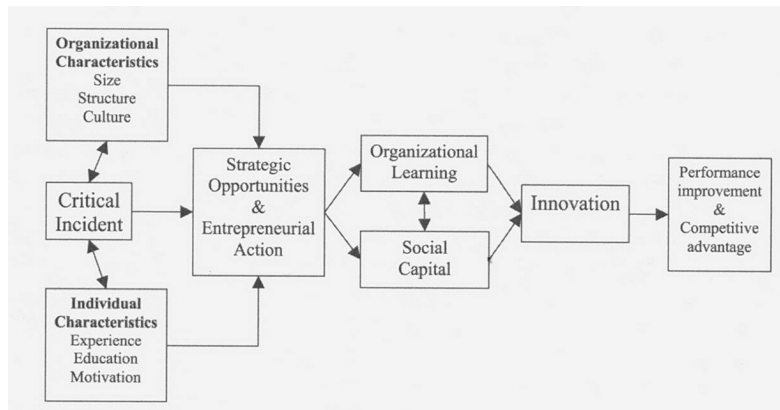 Organizational
Characteristics
Size
Structure
Culture
Critical
Incident
Individual
Characteristics
Experience
Education
Motivation
Strategic
Opportunities
&
Entrepreneurial
Action
Organizational
Learning
Social
Capital
Innovation
Performance
improvement
&
Competitive
advantage